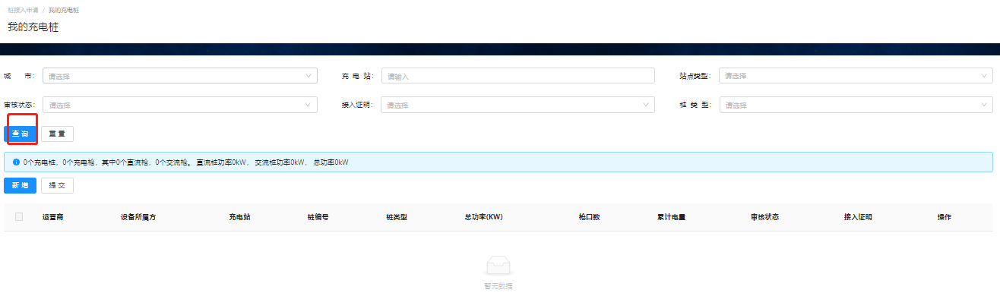 桩接入申请 / 我的充电桩
我的充电桩
城 市: 请选择 充 电 站: 请输入 站点类型: 请选择
审核状态: 请选择 接入证明: 请选择 桩 类 型: 请选择
查 询 重 置
0个充电桩，0个充电枪，其中0个直流枪，0个交流枪。 直流桩功率0kW， 交流桩功率0kW， 总功率0kW
新 增 提 交
运营商 设备所属方 充电站 桩编号 桩类型 总功率(KW) 枪口数 累计电量 审核状态 接入证明 操作
暂无数据